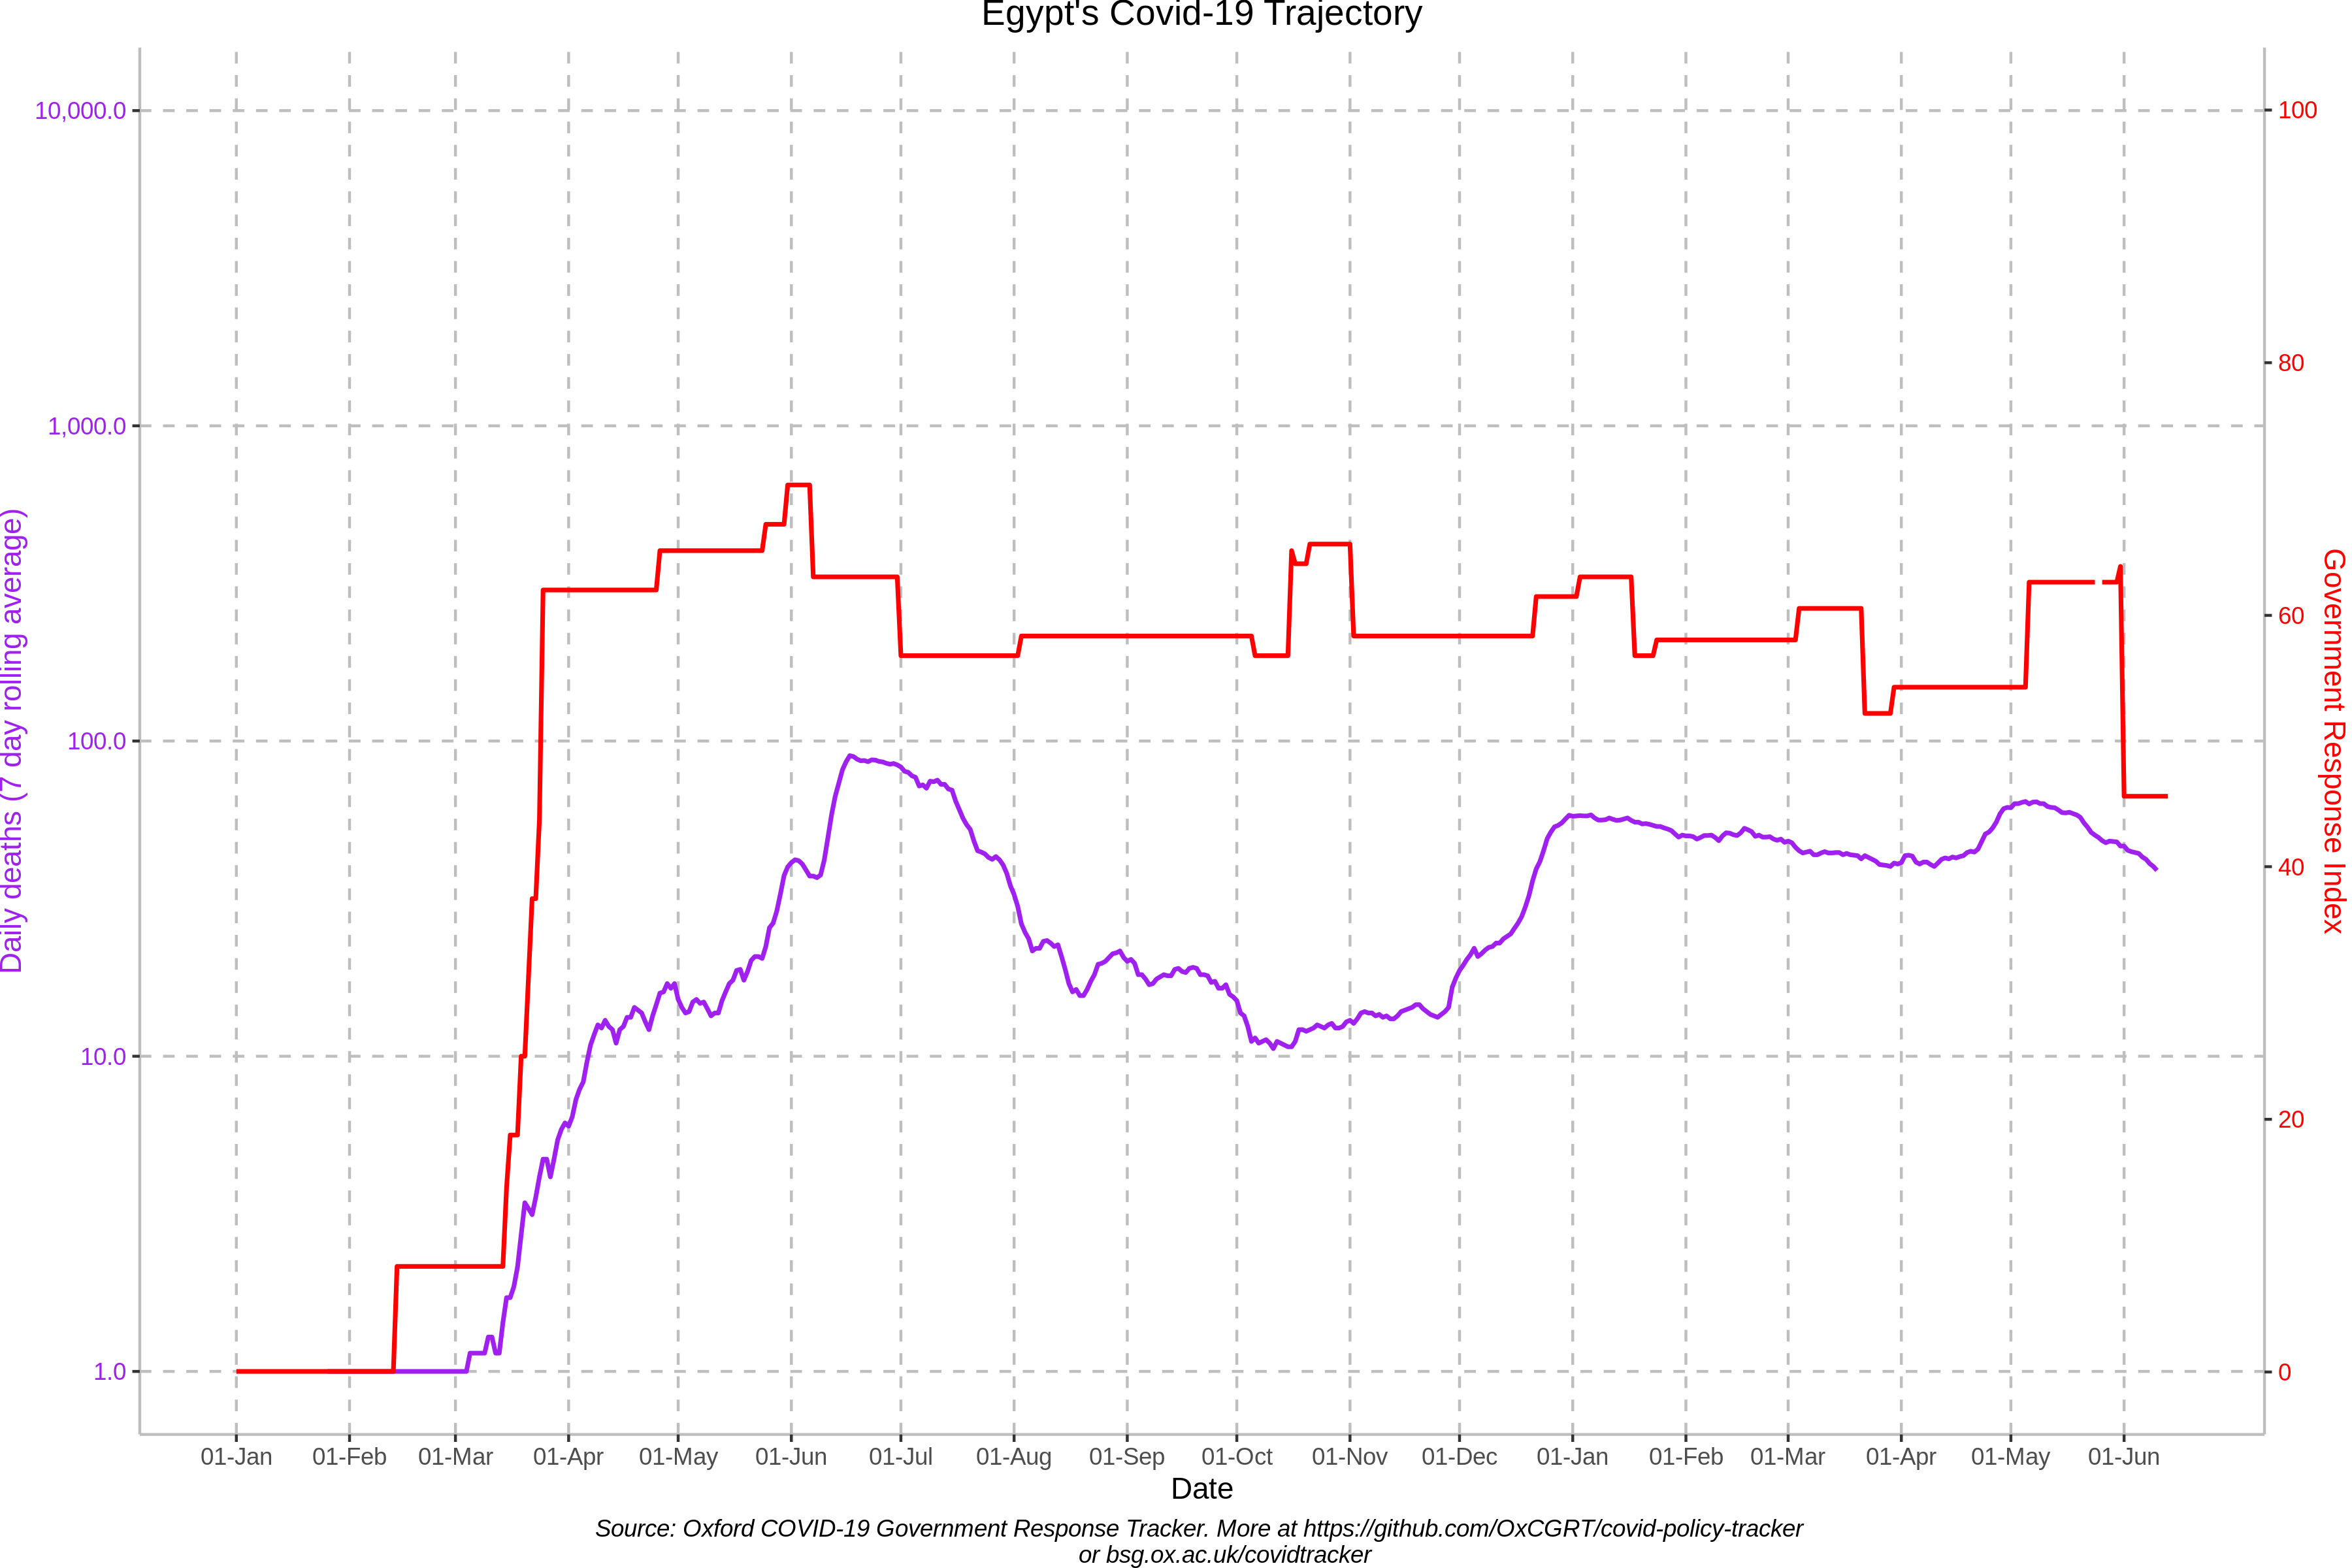 Egypt's Covid-19 Trajectory
10,000.0
1,000.0
100.0
10.0
1.0
Daily deaths (7 day rolling average)
100
80
60
40
20
0
Government Response Index
01-Jan 01-Feb 01-Mar 01-Apr 01-May 01-Jun 01-Jul 01-Aug 01-Sep 01-Oct 01-Nov 01-Dec 01-Jan 01-Feb 01-Mar 01-Apr 01-May 01-Jun
Date
Source: Oxford COVID-19 Government Response Tracker. More at https://github.com/OxCGRT/covid-policy-tracker
or bsg.ox.ac.uk/covidtracker